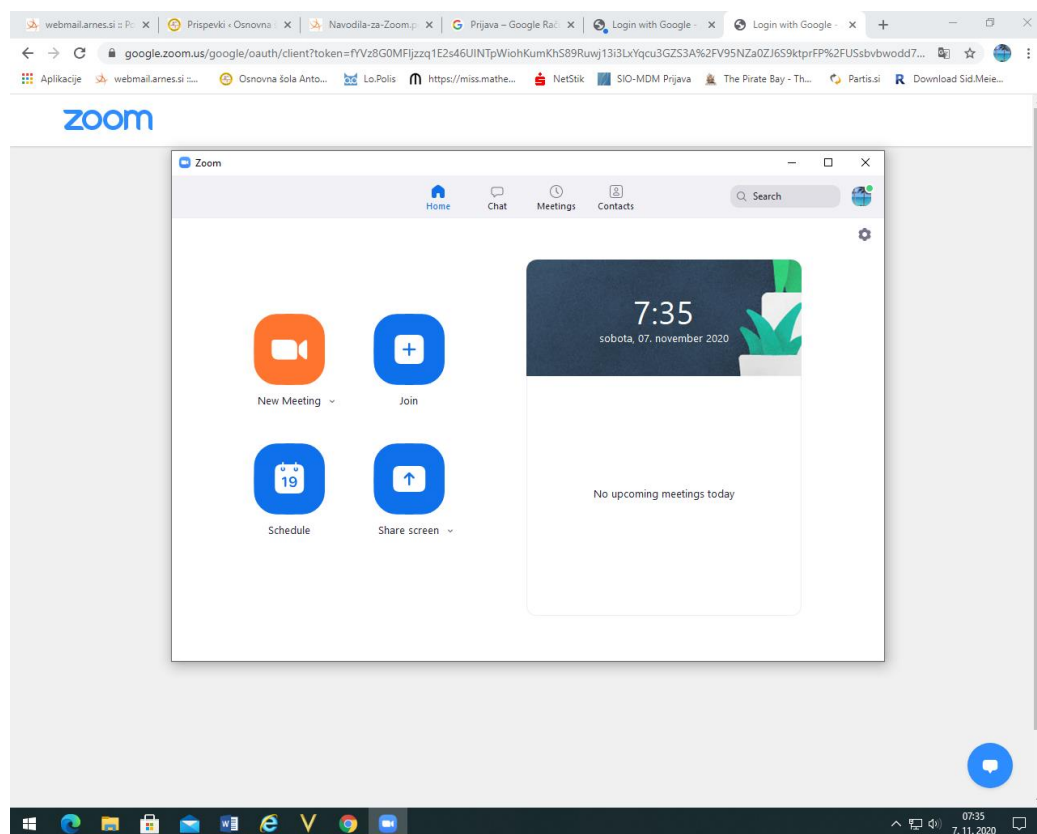 webmail.arnes.si :: Po
Prispevki ‹ Osnovna
Navodila-za-Zoom.p
Prijava – Google Rač
Login with Google -
Login with Google -
google.zoom.us/google/oauth/client?token=fYVz8G0MFIjzzq1E2s46UINTpWiohKumKhS89Ruwj13i3LxYqcu3GZS3A%2FV95NZa0ZJ6S9ktprFP%2FUSsbvbwodd7...
Aplikacije
webmail.arnes.si ::...
Osnovna šola Anto...
Lo.Polis
https://miss.mathe...
NetStik
SIO-MDM Prijava
The Pirate Bay - Th...
Partis.si
Download Sid.Meie...
zoom
Zoom
Home
Chat
Meetings
Contacts
Search
7:35
sobota, 07. november 2020
New Meeting
Join
19
Schedule
Share screen
No upcoming meetings today
07:35
7. 11. 2020